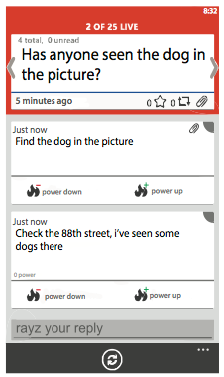 8:32
2 OF 25 LIVE
4 total, 0 unread
Has anyone seen the dog in
the picture?
5 minutes ago 0 0
Just now
Find the dog in the picture
power down power up
Just now
Check the 88th street, i've seen some
dogs there
0 power
power down power up
rayz your reply